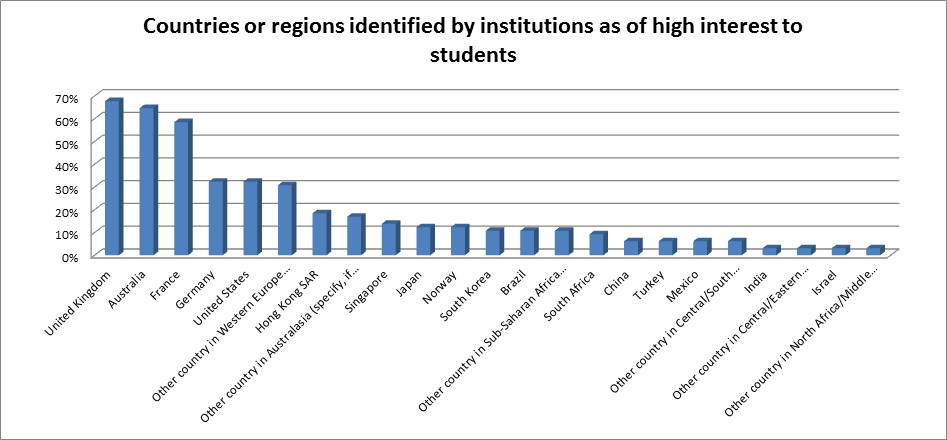 Countries or regions identified by institutions as of high interest to
students
70%
60%
50%
40%
30%
20%
10%
0%
United Kingdom
Australia
France
Germany
United States
Other country in Western Europe...
Hong Kong SAR
Other country in Australasia (specify, if...
Singapore
Japan
Norway
South Korea
Brazil
Other country in Sub-Saharan Africa...
South Africa
China
Turkey
Mexico
Other country in Central/South...
India
Other country in Central/Eastern...
Israel
Other country in North Africa/Middle...